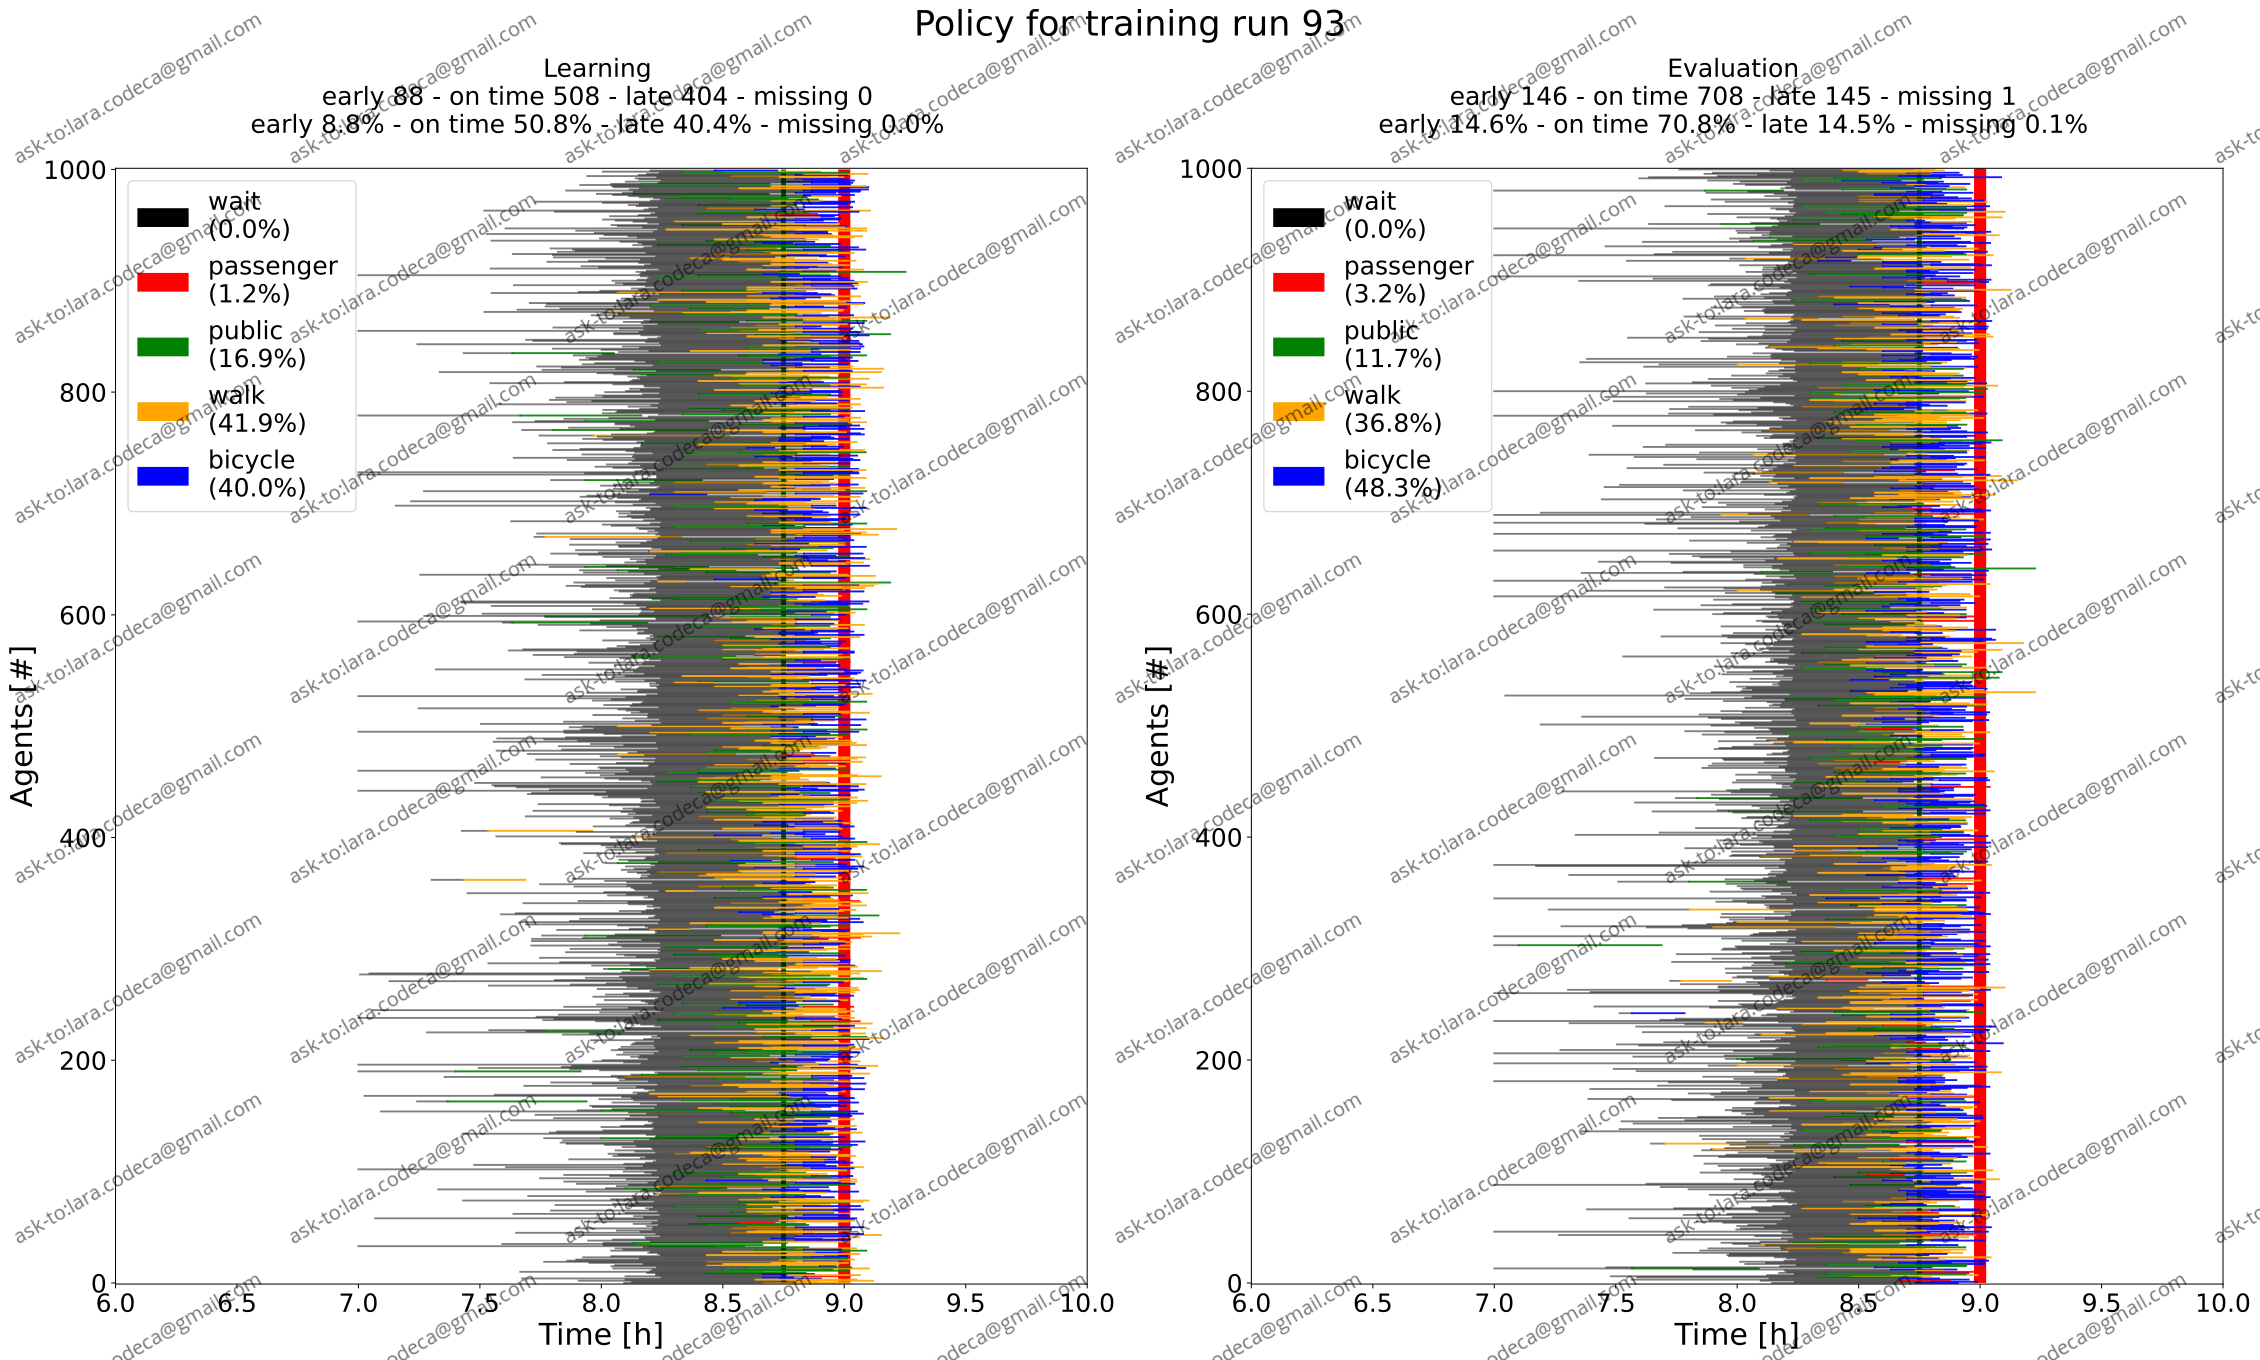 Policy for training run 93
Learning
early 88 - on time 508 - late 404 - missing 0
early 8.8% - on time 50.8% - late 40.4% - missing 0.0%
1000
800
600
400
200
0
Agents [#]
wait
(0.0%)
passenger
(1.2%)
public
(16.9%)
walk
(41.9%)
bicycle
(40.0%)
6.0 6.5 7.0 7.5 8.0 8.5 9.0 9.5 10.0
Time [h]
Evaluation
early 146 - on time 708 - late 145 - missing 1
early 14.6% - on time 70.8% - late 14.5% - missing 0.1%
1000
800
600
400
200
0
Agents [#]
wait
(0.0%)
passenger
(3.2%)
public
(11.7%)
walk
(36.8%)
bicycle
(48.3%)
6.0 6.5 7.0 7.5 8.0 8.5 9.0 9.5 10.0
Time [h]
ask-to:lara.codeca@gmail.com